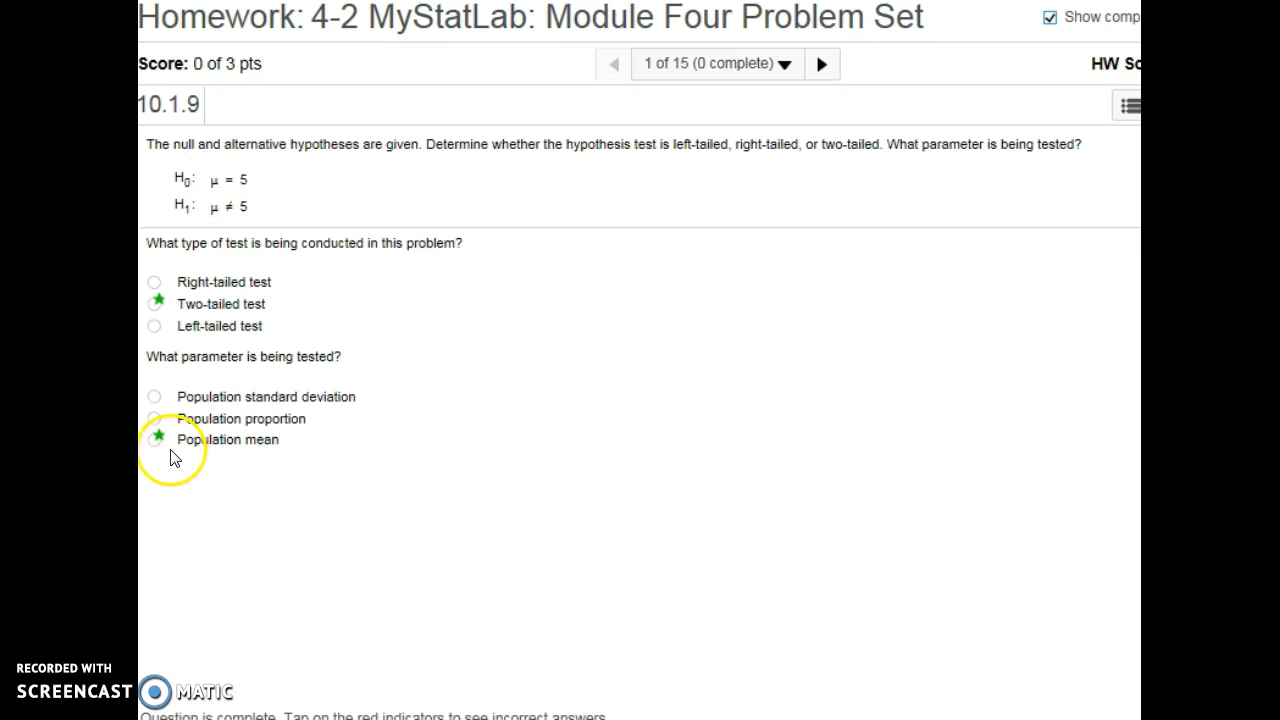 Homework: 4-2 MyStatLab: Module Four Problem Set
Show comp
Score: 0 of 3 pts
1 of 15 (0 complete)
HW Sc
10.1.9
The null and alternative hypotheses are given. Determine whether the hypothesis test is left-tailed, right-tailed, or two-tailed. What parameter is being tested?
H0: μ = 5
H1: μ ≠ 5
What type of test is being conducted in this problem?
Right-tailed test
Two-tailed test
Left-tailed test
What parameter is being tested?
Population standard deviation
Population proportion
Population mean
RECORDED WITH
SCREENCAST MATIC
Question is complete. Tap on the red indicators to see incorrect answers.